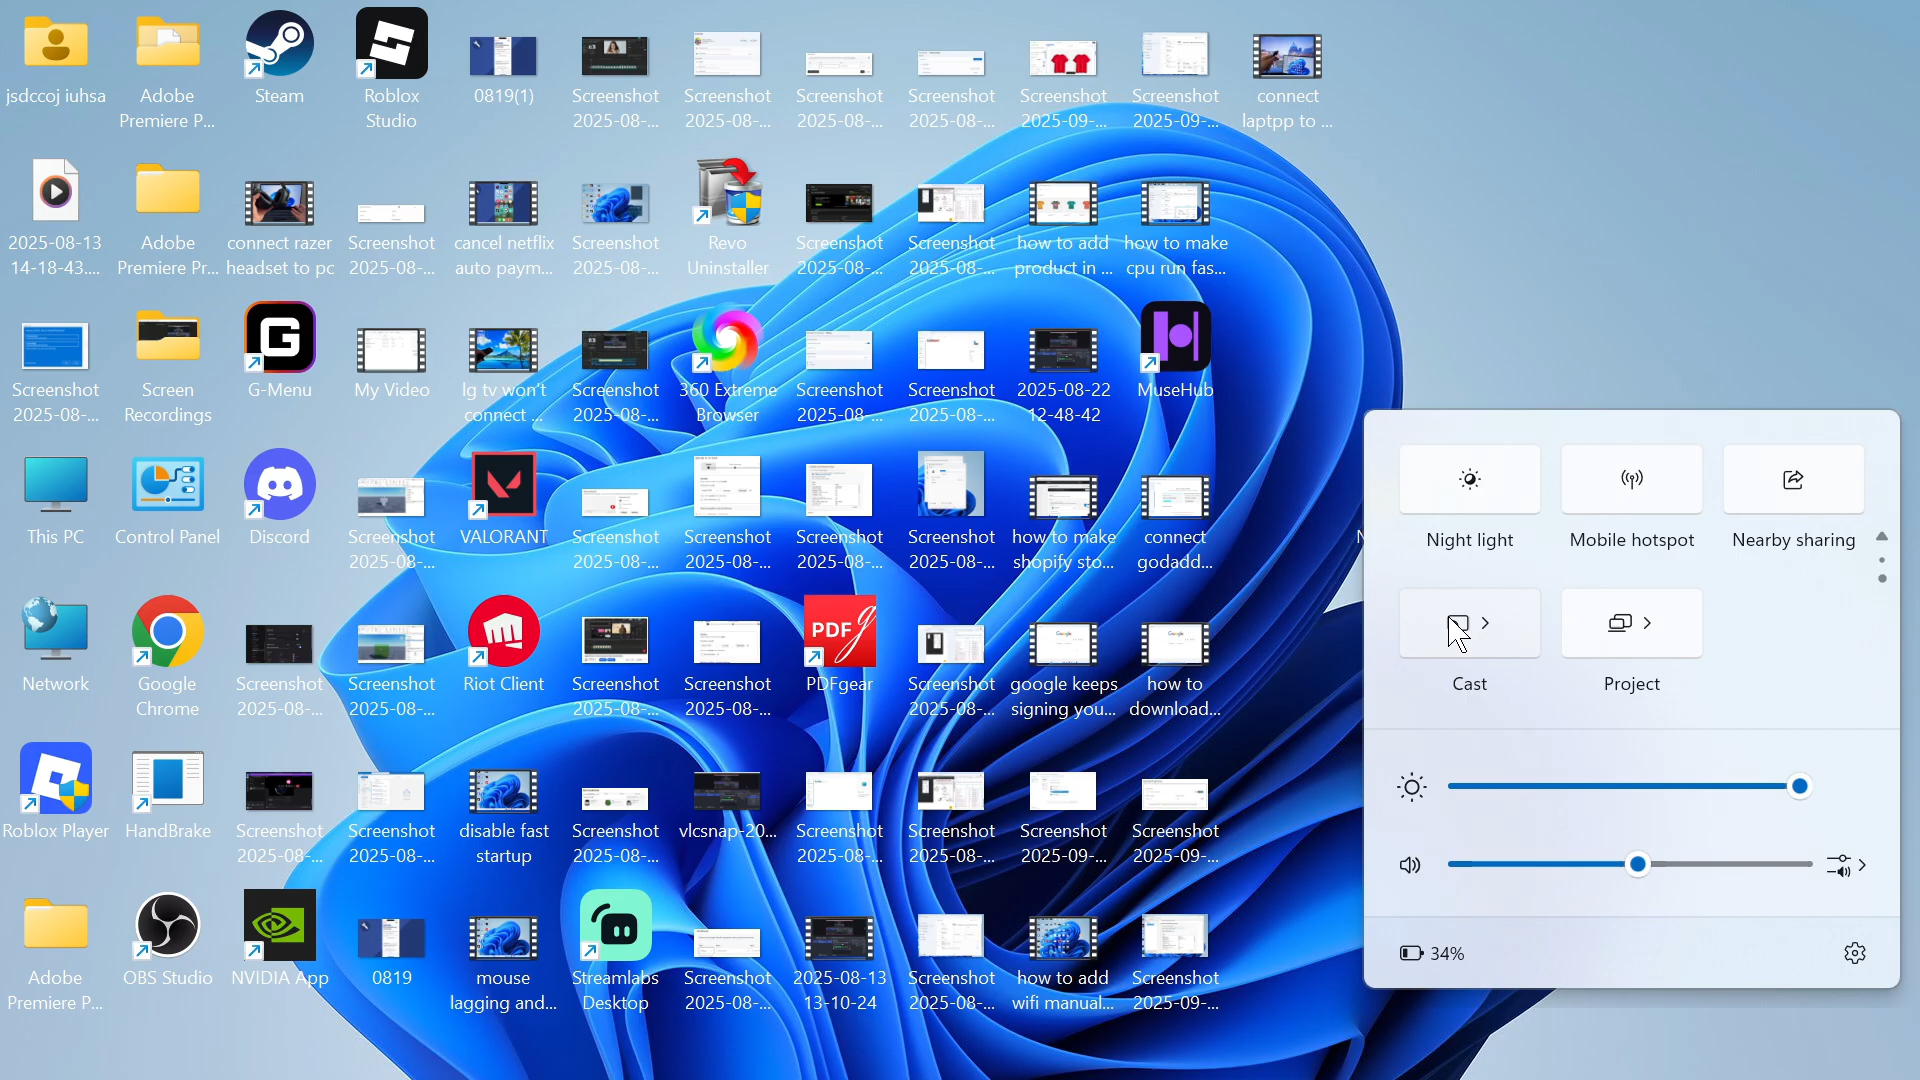 jsdccoj iuhsa
Adobe
Premiere P...
Steam
Roblox
Studio
0819(1)
Screenshot
2025-08-...
Screenshot
2025-08-...
Screenshot
2025-08-...
Screenshot
2025-08-...
Screenshot
2025-09-...
Screenshot
2025-09-...
connect
laptpp to ...
2025-08-13
14-18-43....
Adobe
Premiere Pr...
connect razer
headset to pc
Screenshot
2025-08-...
cancel netflix
auto paym...
Screenshot
2025-08-...
Revo
Uninstaller
Screenshot
2025-08-...
Screenshot
2025-08-...
how to add
product in ...
how to make
cpu run fas...
Screenshot
2025-08-...
Screen
Recordings
G-Menu
My Video
lg tv won't
connect ...
Screenshot
2025-08-...
360 Extreme
Browser
Screenshot
2025-08-...
Screenshot
2025-08-...
2025-08-22
12-48-42
MuseHub
This PC
Control Panel
Discord
Screenshot
2025-08-...
VALORANT
Screenshot
2025-08-...
Screenshot
2025-08-...
Screenshot
2025-08-...
Screenshot
2025-08-...
how to make
shopify sto...
connect
godadd...
Network
Google
Chrome
Screenshot
2025-08-...
Screenshot
2025-08-...
Riot Client
Screenshot
2025-08-...
Screenshot
2025-08-...
PDF
PDFgear
Screenshot
2025-08-...
google keeps
signing you...
how to
download...
Roblox Player
HandBrake
Screenshot
2025-08-...
Screenshot
2025-08-...
disable fast
startup
Screenshot
2025-08-...
vlcsnap-20...
Screenshot
2025-08-...
Screenshot
2025-08-...
Screenshot
2025-09-...
Screenshot
2025-09-...
Adobe
Premiere P...
OBS Studio
NVIDIA App
0819
mouse
lagging and...
Streamlabs
Desktop
Screenshot
2025-08-...
2025-08-13
13-10-24
Screenshot
2025-08-...
how to add
wifi manual...
Screenshot
2025-09-...
Night light
Mobile hotspot
Nearby sharing
Cast
Project
34%